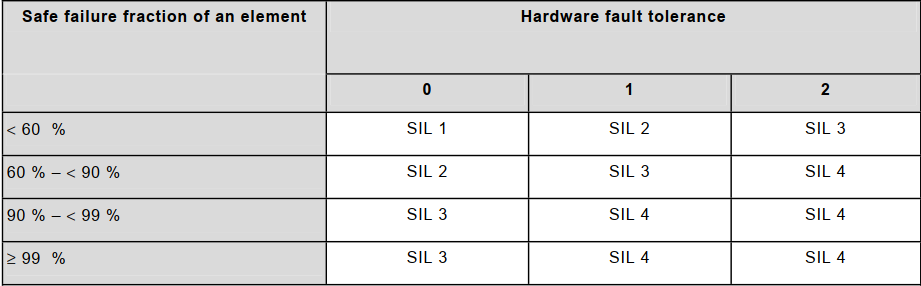 Safe failure fraction of an element Hardware fault tolerance
0 1 2
< 60 % SIL 1 SIL 2 SIL 3
60 % – < 90 % SIL 2 SIL 3 SIL 4
90 % – < 99 % SIL 3 SIL 4 SIL 4
≥ 99 % SIL 3 SIL 4 SIL 4